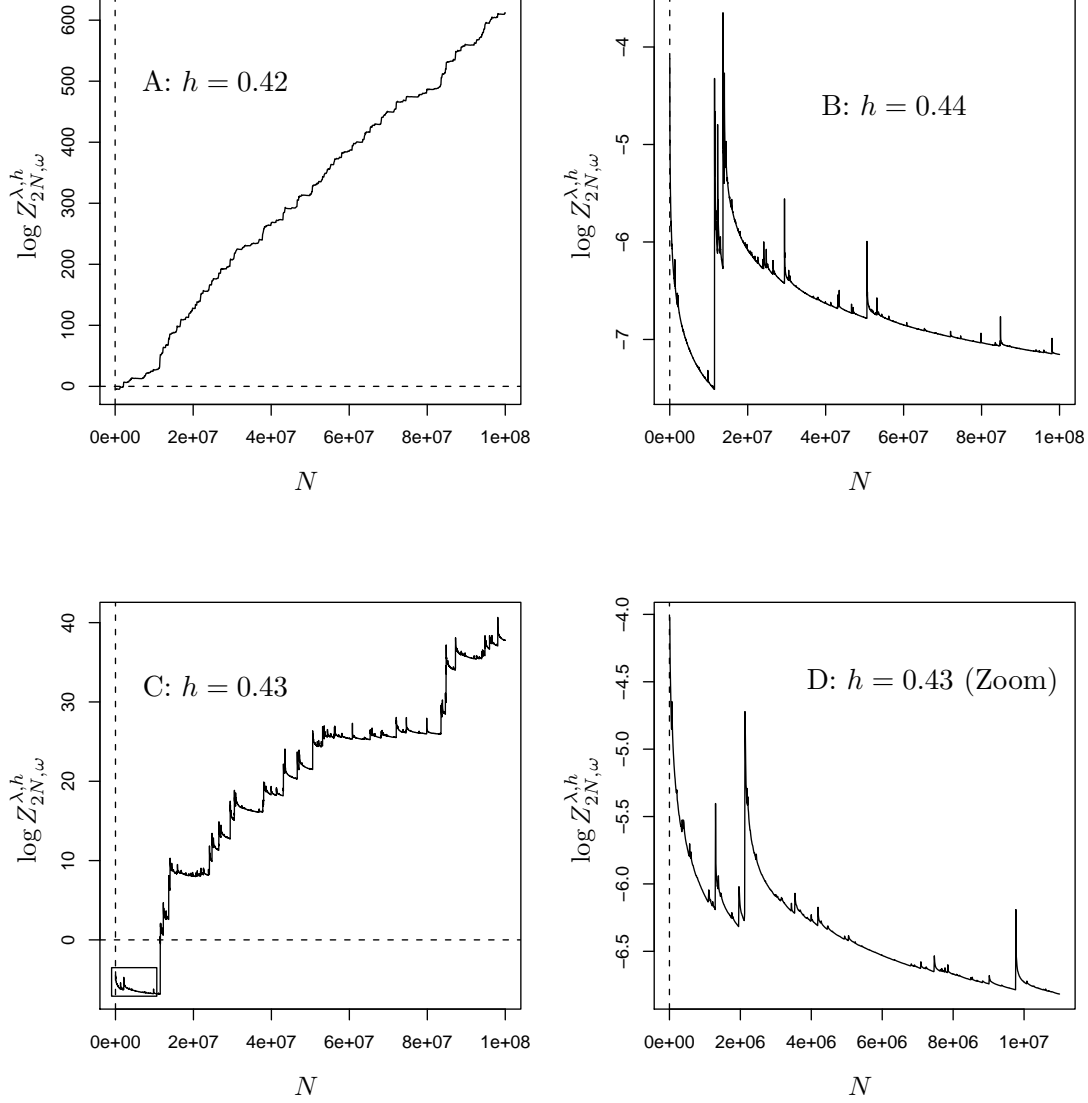 600
500
400
300
200
100
0
log Z^{λ,h}_{2N,ω}
A: h = 0.42
0e+00 2e+07 4e+07 6e+07 8e+07 1e+08
N
−4
−5
−6
−7
log Z^{λ,h}_{2N,ω}
B: h = 0.44
0e+00 2e+07 4e+07 6e+07 8e+07 1e+08
N
40
30
20
10
0
log Z^{λ,h}_{2N,ω}
C: h = 0.43
0e+00 2e+07 4e+07 6e+07 8e+07 1e+08
N
−4.0
−4.5
−5.0
−5.5
−6.0
−6.5
log Z^{λ,h}_{2N,ω}
D: h = 0.43 (Zoom)
0e+00 2e+06 4e+06 6e+06 8e+06 1e+07
N